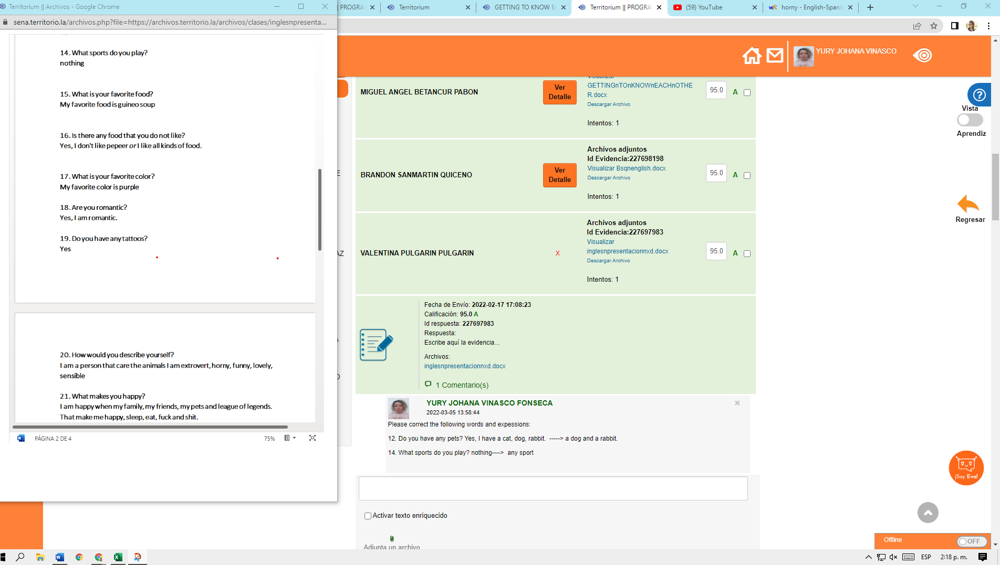 Territorium || Archivos - Google Chrome
sena.territorio.la/archivos.php?file=https://archivos.territorio.la/archivos/clases/inglesnpresenta...
| PROGRA
Territorium
GETTING TO KNOW EA
Territorium || PROGRA
(59) YouTube
horny - English-Spanis
14. What sports do you play?
nothing
15. What is your favorite food?
My favorite food is guineo soup
16. Is there any food that you do not like?
Yes, I don't like pepeer or I like all kinds of food.
17. What is your favorite color?
My favorite color is purple
18. Are you romantic?
Yes, I am romantic.
19. Do you have any tattoos?
Yes
20. How would you describe yourself?
I am a person that care the animals I am extrovert, horny, funny, lovely,
sensible
21. What makes you happy?
I am happy when my family, my friends, my pets and league of legends.
That make me happy, sleep, eat, fuck and shit.
PÁGINA 2 DE 4
75%
YURY JOHANA VINASCO
MIGUEL ANGEL BETANCUR PABON
Ver
Detalle
Visualizar
GETTINGnTOnKNOWnEACHnOTHE
R.docx
Descargar Archivo
Intentos: 1
95.0
A
BRANDON SANMARTIN QUICENO
Ver
Detalle
Archivos adjuntos
Id Evidencia:227698198
Visualizar Bsqnenglish.docx
Descargar Archivo
Intentos: 1
95.0
A
AZ
VALENTINA PULGARIN PULGARIN
X
Archivos adjuntos
Id Evidencia:227697983
Visualizar
inglesnpresentacionnxd.docx
Descargar Archivo
Intentos: 1
95.0
A
Fecha de Envío: 2022-02-17 17:08:23
Calificación: 95.0 A
Id respuesta: 227697983
Respuesta:
Escribe aquí la evidencia...
Archivos:
inglesnpresentacionnxd.docx
1 Comentario(s)
YURY JOHANA VINASCO FONSECA
2022-03-05 13:58:44
Please correct the following words and expessions:
12. Do you have any pets? Yes, I have a cat, dog, rabbit. -----> a dog and a rabbit.
14. What sports do you play? nothing----> any sport
Activar texto enriquecido
Adjunta un archivo
Vista
Aprendiz
Regresar
¡Soy Eva!
Offline
OFF
ESP
2:18 p. m.